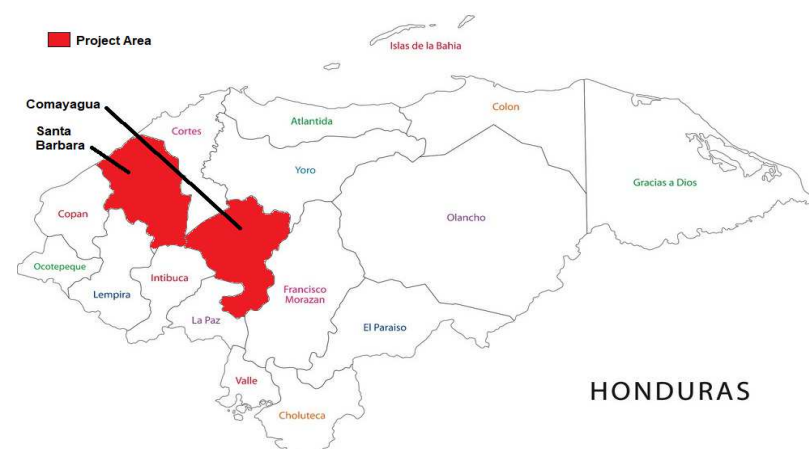 Project Area
Islas de la Bahia
Comayagua
Santa
Barbara
Cortes
Atlantida
Colon
Yoro
Gracias a Dios
Copan
Olancho
Ocotepeque
Intibuca
Lempira
Francisco
Morazan
La Paz
El Paraiso
Valle
HONDURAS
Choluteca